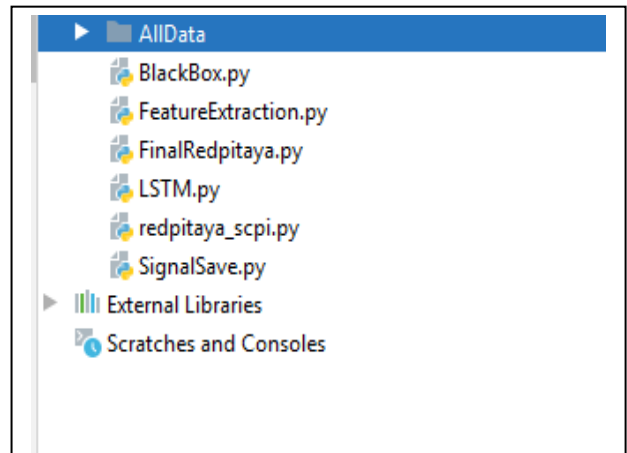 AllData
BlackBox.py
FeatureExtraction.py
FinalRedpitaya.py
LSTM.py
redpitaya_scpi.py
SignalSave.py
External Libraries
Scratches and Consoles